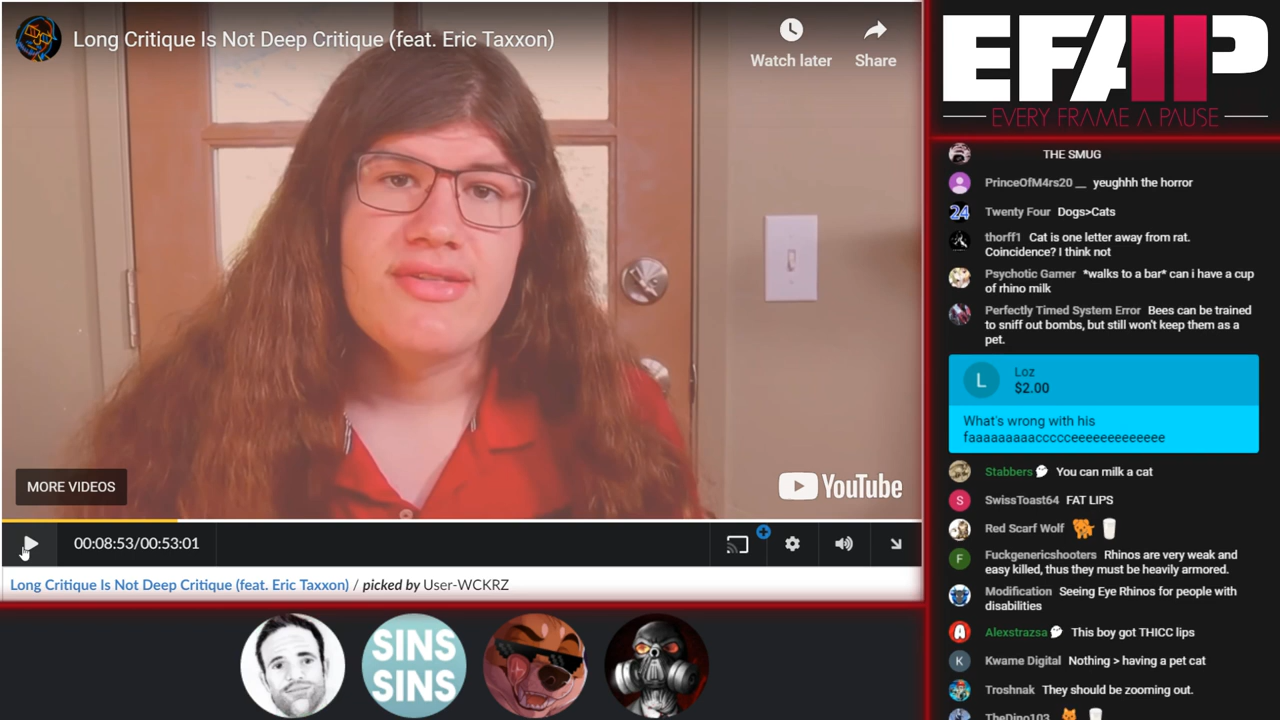 Long Critique Is Not Deep Critique (feat. Eric Taxxon)
Watch later
Share
MORE VIDEOS
YouTube
00:08:53/00:53:01
Long Critique Is Not Deep Critique (feat. Eric Taxxon) / picked by User-WCKRZ
SINS
SINS
EFAP
EVERY FRAME A PAUSE
THE SMUG
PrinceOfM4rs20 __ yeughhh the horror
24
Twenty Four Dogs>Cats
thorff1 Cat is one letter away from rat.
Coincidence? I think not
Psychotic Gamer *walks to a bar* can i have a cup
of rhino milk
Perfectly Timed System Error Bees can be trained
to sniff out bombs, but still won't keep them as a
pet.
L
Loz
$2.00
What's wrong with his
faaaaaaaaaccccceeeeeeeeeeeee
Stabbers You can milk a cat
S
SwissToast64 FAT LIPS
Red Scarf Wolf
F
Fuckgenericshooters Rhinos are very weak and
easy killed, thus they must be heavily armored.
Modification Seeing Eye Rhinos for people with
disabilities
Alexstrazsa This boy got THICC lips
K
Kwame Digital Nothing > having a pet cat
Troshnak They should be zooming out.
TheDino103